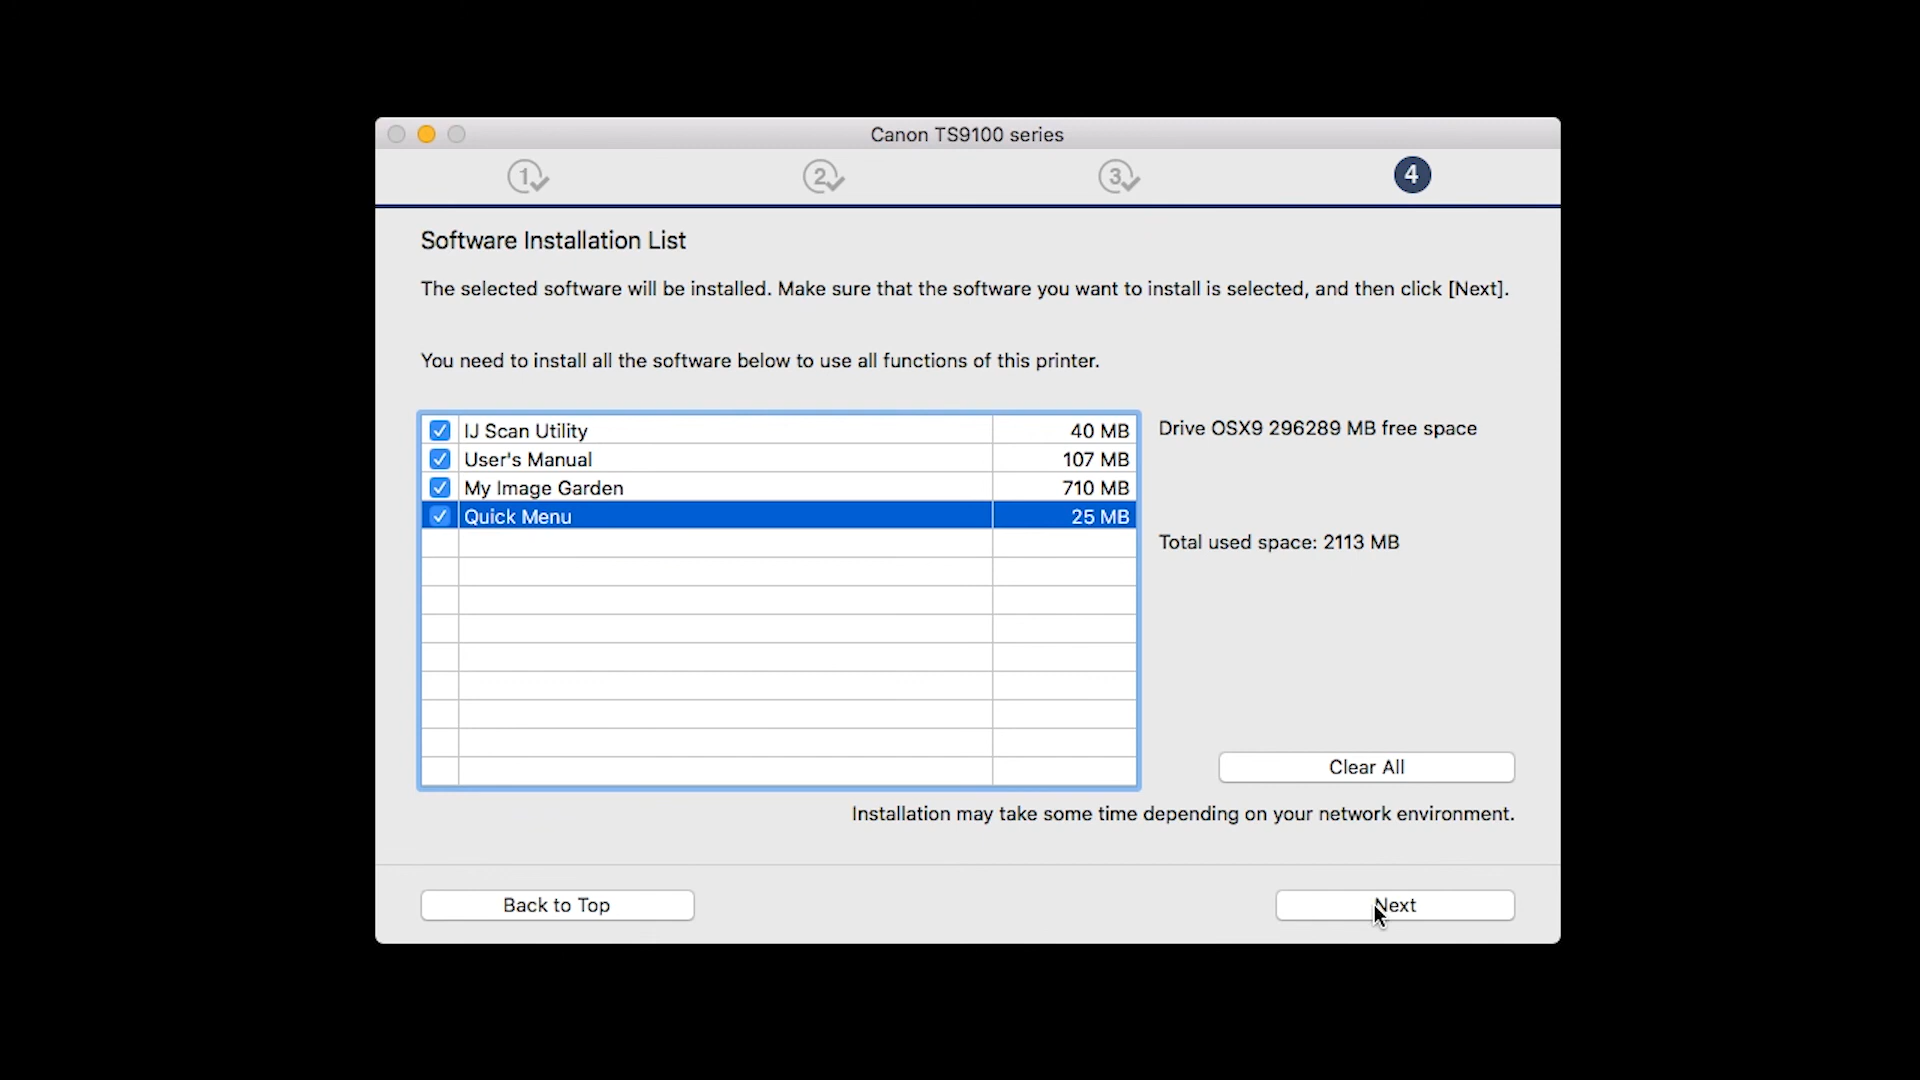 Canon TS9100 series
1 2 3 4
Software Installation List
The selected software will be installed. Make sure that the software you want to install is selected, and then click [Next].
You need to install all the software below to use all functions of this printer.
IJ Scan Utility 40 MB
User's Manual 107 MB
My Image Garden 710 MB
Quick Menu 25 MB
Drive OSX9 296289 MB free space
Total used space: 2113 MB
Clear All
Installation may take some time depending on your network environment.
Back to Top
Next